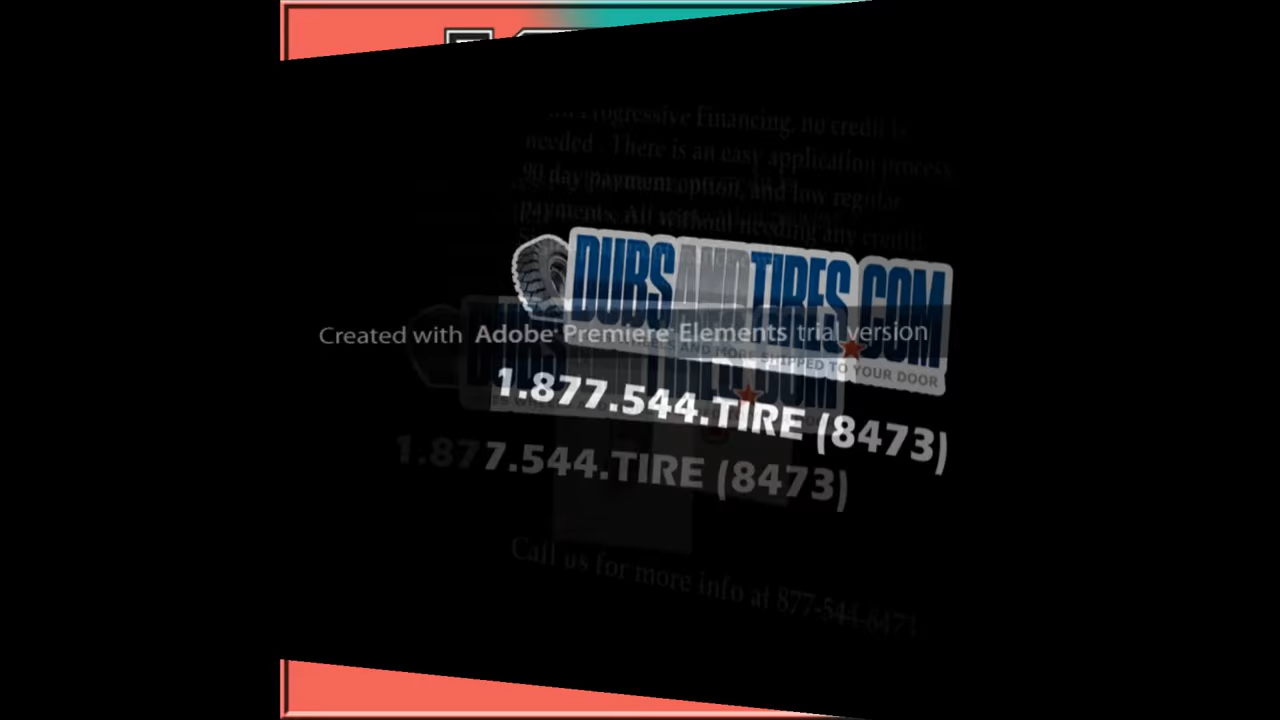 Progressive Financing, no credit is
needed. There is an easy application process,
90 day payment option, and low regular
payments. All without needing any credit.
DUBSANDTIRES.COM
Created with Adobe Premiere Elements trial version
AND MORE SHIPPED TO YOUR DOOR
1.877.544.TIRE (8473)
1.877.544.TIRE (8473)
Call us for more info at 877-544-8473